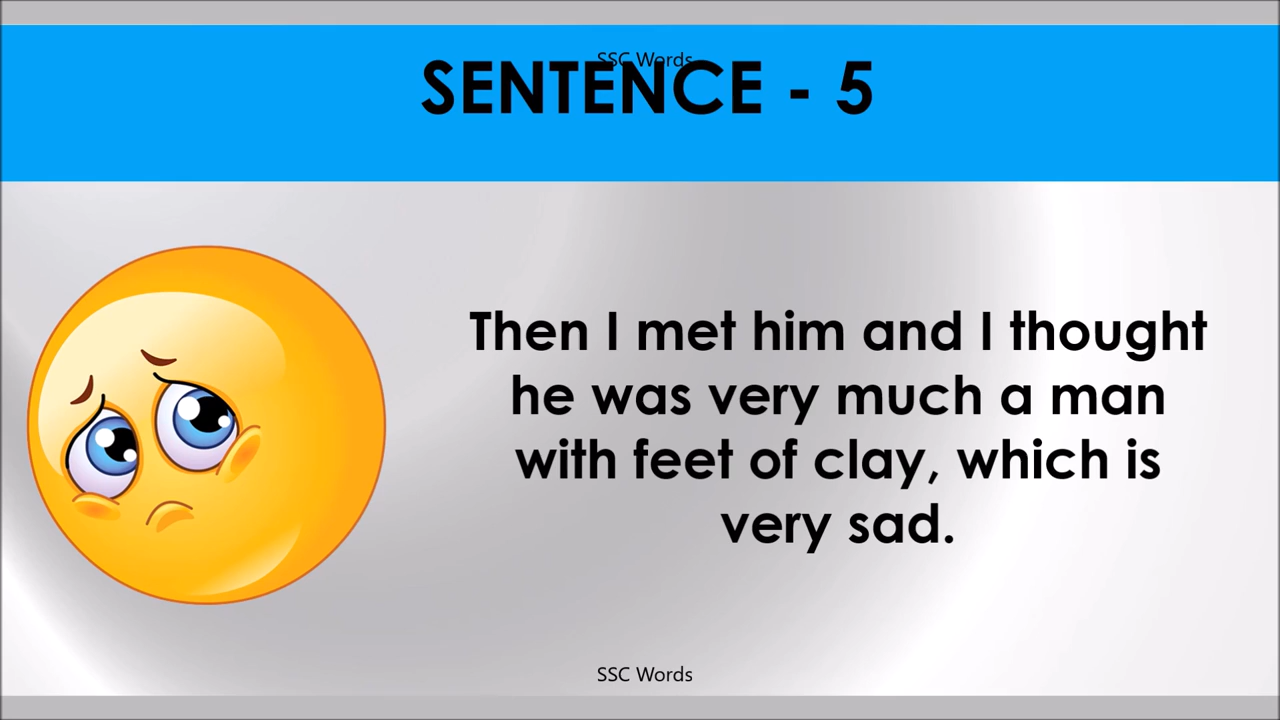 SSC Words
SENTENCE - 5
Then I met him and I thought
he was very much a man
with feet of clay, which is
very sad.
SSC Words